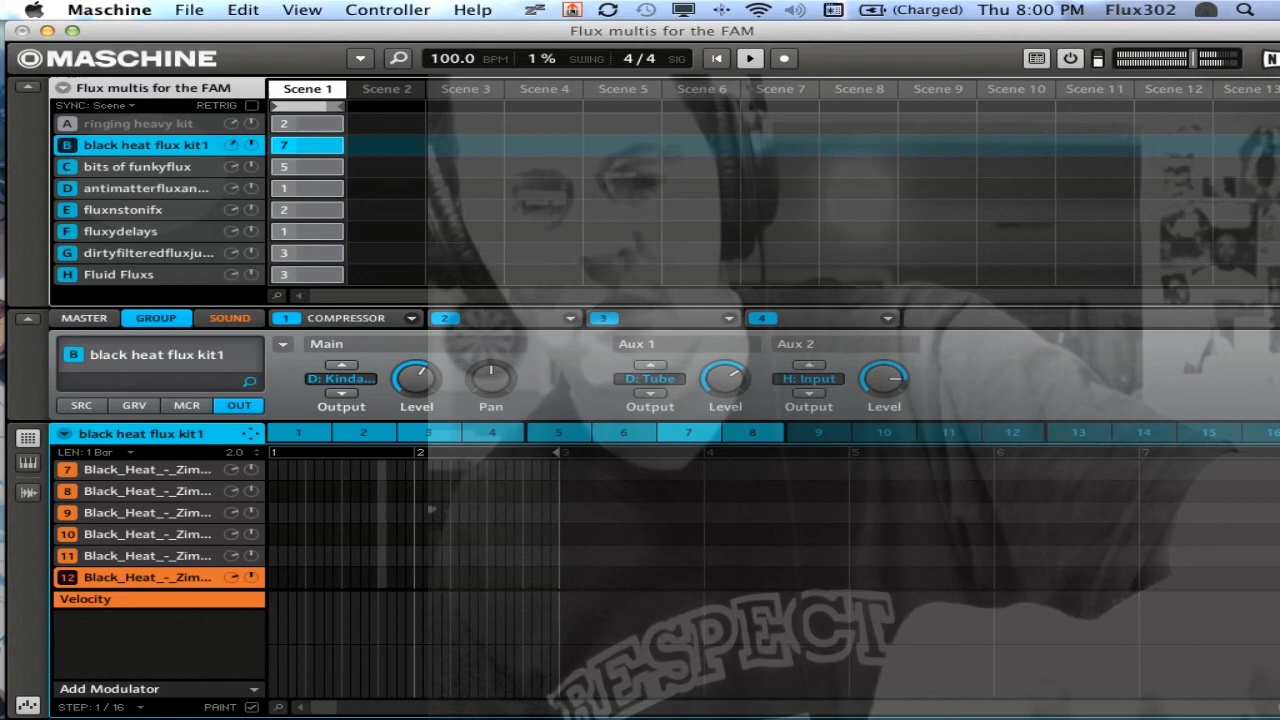 Maschine File Edit View Controller Help (Charged) Thu 8:00 PM Flux302
Flux multis for the FAM
MASCHINE 100.0 BPM 1 % SWING 4/4 SIG N
Flux multis for the FAM Scene 1 Scene 2 Scene 3 Scene 4 Scene 5 Scene 6 Scene 7 Scene 8 Scene 9 Scene 10 Scene 11 Scene 12 Scene 13
SYNC: Scene RETRIG
A ringing heavy kit 2
B black heat flux kit1 7
C bits of funkyflux 5
D antimatterfluxan... 1
E fluxnstonifx 2
F fluxydelays 1
G dirtyfilteredfluxju... 3
H Fluid Fluxs 3
MASTER GROUP SOUND 1 COMPRESSOR 2 3 4
B black heat flux kit1 Main Aux 1 Aux 2
D: Kinda... D: Tube H: Input
SRC GRV MCR OUT Output Level Pan Output Level Output Level
black heat flux kit1 1 2 3 4 5 6 7 8 9 10 11 12 13 14 15 16
LEN: 1 Bar 2.0 1 2 3 4 5 6 7
7 Black_Heat_-_Zim...
8 Black_Heat_-_Zim...
9 Black_Heat_-_Zim...
10 Black_Heat_-_Zim...
11 Black_Heat_-_Zim...
12 Black_Heat_-_Zim...
Velocity
RESPECT
Add Modulator
STEP: 1 / 16 PAINT